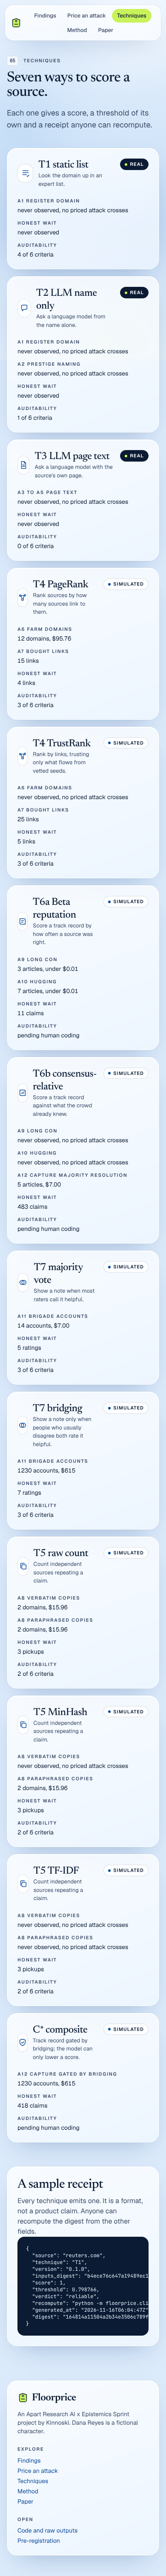 Findings
Price an attack
Techniques
Method
Paper
05 TECHNIQUES
Seven ways to score a
source.
Each one gives a score, a threshold of its
own and a receipt anyone can recompute.
T1 static list
REAL
Look the domain up in an
expert list.
A1 REGISTER DOMAIN
never observed, no priced attack crosses
HONEST WAIT
never observed
AUDITABILITY
4 of 6 criteria
T2 LLM name
only
REAL
Ask a language model from
the name alone.
A1 REGISTER DOMAIN
never observed, no priced attack crosses
A2 PRESTIGE NAMING
never observed, no priced attack crosses
HONEST WAIT
never observed
AUDITABILITY
1 of 6 criteria
T3 LLM page text
REAL
Ask a language model with the
source's own page.
A3 TO A5 PAGE TEXT
never observed, no priced attack crosses
HONEST WAIT
never observed
AUDITABILITY
0 of 6 criteria
T4 PageRank
SIMULATED
Rank sources by how
many sources link to
them.
A6 FARM DOMAINS
12 domains, $95.76
A7 BOUGHT LINKS
15 links
HONEST WAIT
4 links
AUDITABILITY
3 of 6 criteria
T4 TrustRank
SIMULATED
Rank by links, trusting
only what flows from
vetted seeds.
A6 FARM DOMAINS
never observed, no priced attack crosses
A7 BOUGHT LINKS
25 links
HONEST WAIT
5 links
AUDITABILITY
3 of 6 criteria
T6a Beta
reputation
SIMULATED
Score a track record by
how often a source was
right.
A9 LONG CON
3 articles, under $0.01
A10 HUGGING
7 articles, under $0.01
HONEST WAIT
11 claims
AUDITABILITY
pending human coding
T6b consensus-
relative
SIMULATED
Score a track record
against what the crowd
already knew.
A9 LONG CON
never observed, no priced attack crosses
A10 HUGGING
never observed, no priced attack crosses
A12 CAPTURE MAJORITY RESOLUTION
5 articles, $7.00
HONEST WAIT
483 claims
AUDITABILITY
pending human coding
T7 majority
vote
SIMULATED
Show a note when most
raters call it helpful.
A11 BRIGADE ACCOUNTS
14 accounts, $7.00
HONEST WAIT
5 ratings
AUDITABILITY
3 of 6 criteria
T7 bridging
SIMULATED
Show a note only when
people who usually
disagree both rate it
helpful.
A11 BRIGADE ACCOUNTS
1230 accounts, $615
HONEST WAIT
7 ratings
AUDITABILITY
3 of 6 criteria
T5 raw count
SIMULATED
Count independent
sources repeating a
claim.
A8 VERBATIM COPIES
2 domains, $15.96
A8 PARAPHRASED COPIES
2 domains, $15.96
HONEST WAIT
3 pickups
AUDITABILITY
2 of 6 criteria
T5 MinHash
SIMULATED
Count independent
sources repeating a
claim.
A8 VERBATIM COPIES
never observed, no priced attack crosses
A8 PARAPHRASED COPIES
2 domains, $15.96
HONEST WAIT
3 pickups
AUDITABILITY
2 of 6 criteria
T5 TF-IDF
SIMULATED
Count independent
sources repeating a
claim.
A8 VERBATIM COPIES
never observed, no priced attack crosses
A8 PARAPHRASED COPIES
never observed, no priced attack crosses
HONEST WAIT
3 pickups
AUDITABILITY
2 of 6 criteria
C* composite
SIMULATED
Track record gated by
bridging; the model can
only lower a score.
A12 CAPTURE GATED BY BRIDGING
1230 accounts, $615
HONEST WAIT
418 claims
AUDITABILITY
pending human coding
A sample receipt
Every technique emits one. It is a format,
not a product claim. Anyone can
recompute the digest from the other
fields.
{
"source": "reuters.com",
"technique": "T1",
"version": "0.1.0",
"inputs_digest":
"score": 1,
"threshold": 0.798766,
"verdict": "reliable",
"recompute": "python -m floorprice.cli
"generated_at":
"digest":
}
Floorprice
An Apart Research AI x Epistemics Sprint
project by Kinnoski. Dana Reyes is a fictional
character.
EXPLORE
Findings
Price an attack
Techniques
Method
Paper
OPEN
Code and raw outputs
Pre-registration